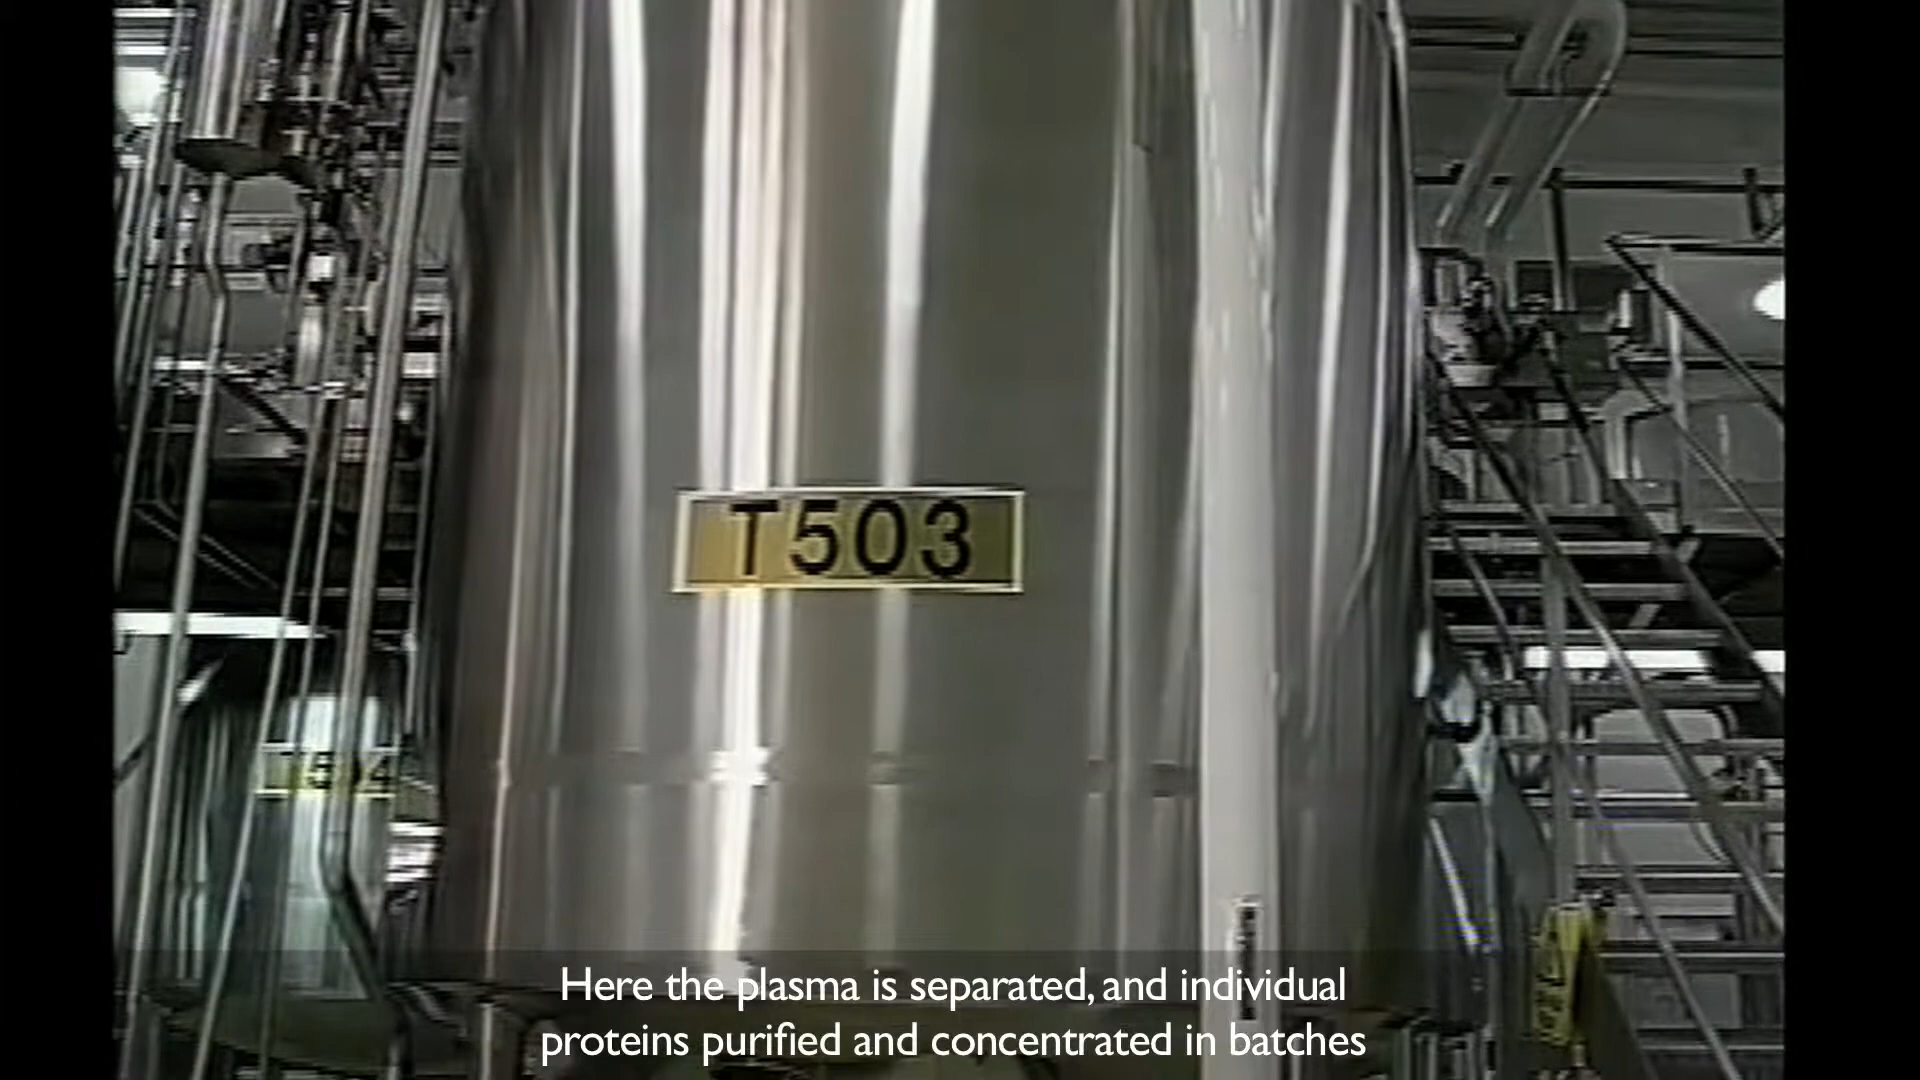 T503
Here the plasma is separated, and individual
proteins purified and concentrated in batches